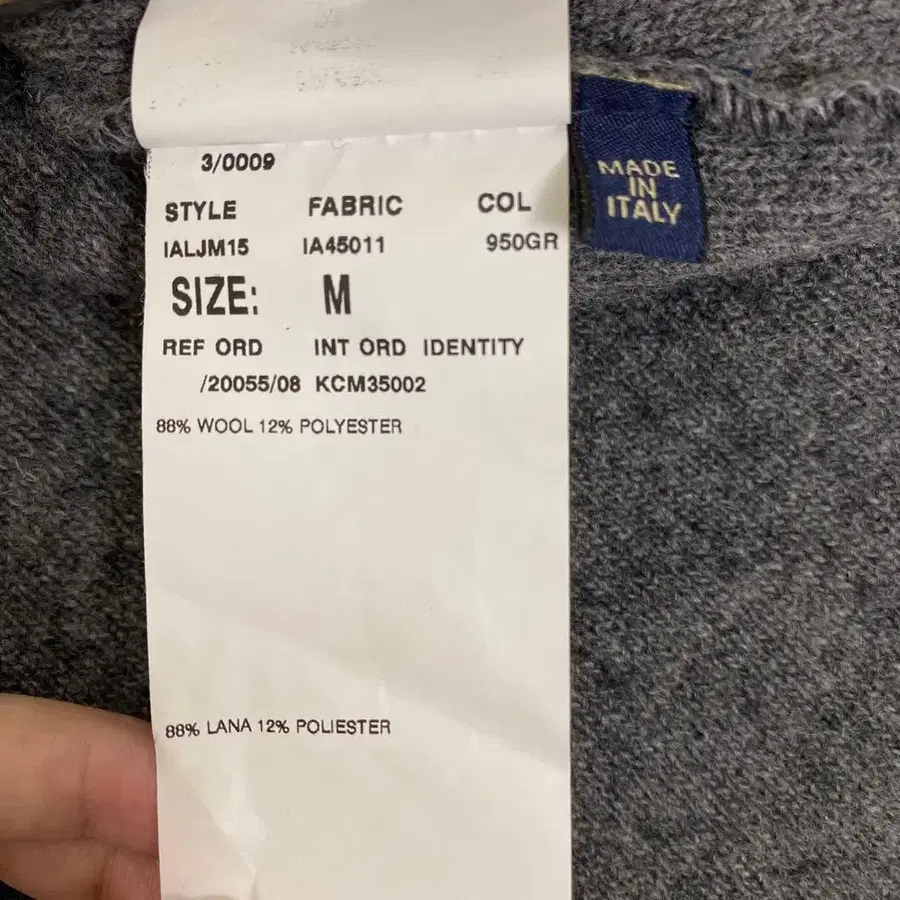 3/0009
STYLE FABRIC COL
IALJM15 IA45011 950GR
SIZE: M
REF ORD INT ORD IDENTITY
/20055/08 KCM35002
88% WOOL 12% POLYESTER
88% LANA 12% POLIESTER
MADE
IN
ITALY